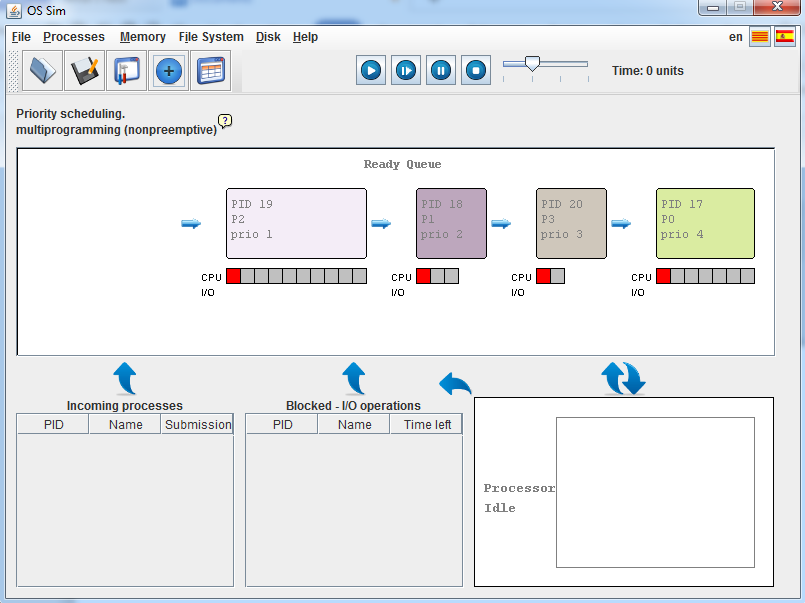 OS Sim
File Processes Memory File System Disk Help en
Time: 0 units
Priority scheduling.
multiprogramming (nonpreemptive) ?
Ready Queue
PID 19
P2
prio 1
CPU
I/O
PID 18
P1
prio 2
CPU
I/O
PID 20
P3
prio 3
CPU
I/O
PID 17
P0
prio 4
CPU
I/O
Incoming processes
PID Name Submission
Blocked - I/O operations
PID Name Time left
Processor
Idle